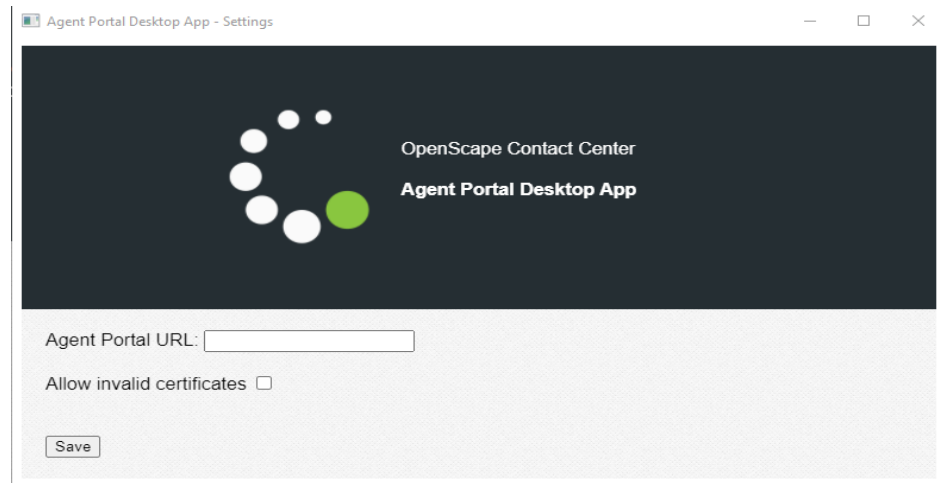 Agent Portal Desktop App - Settings
OpenScape Contact Center
Agent Portal Desktop App
Agent Portal URL:
Allow invalid certificates
Save